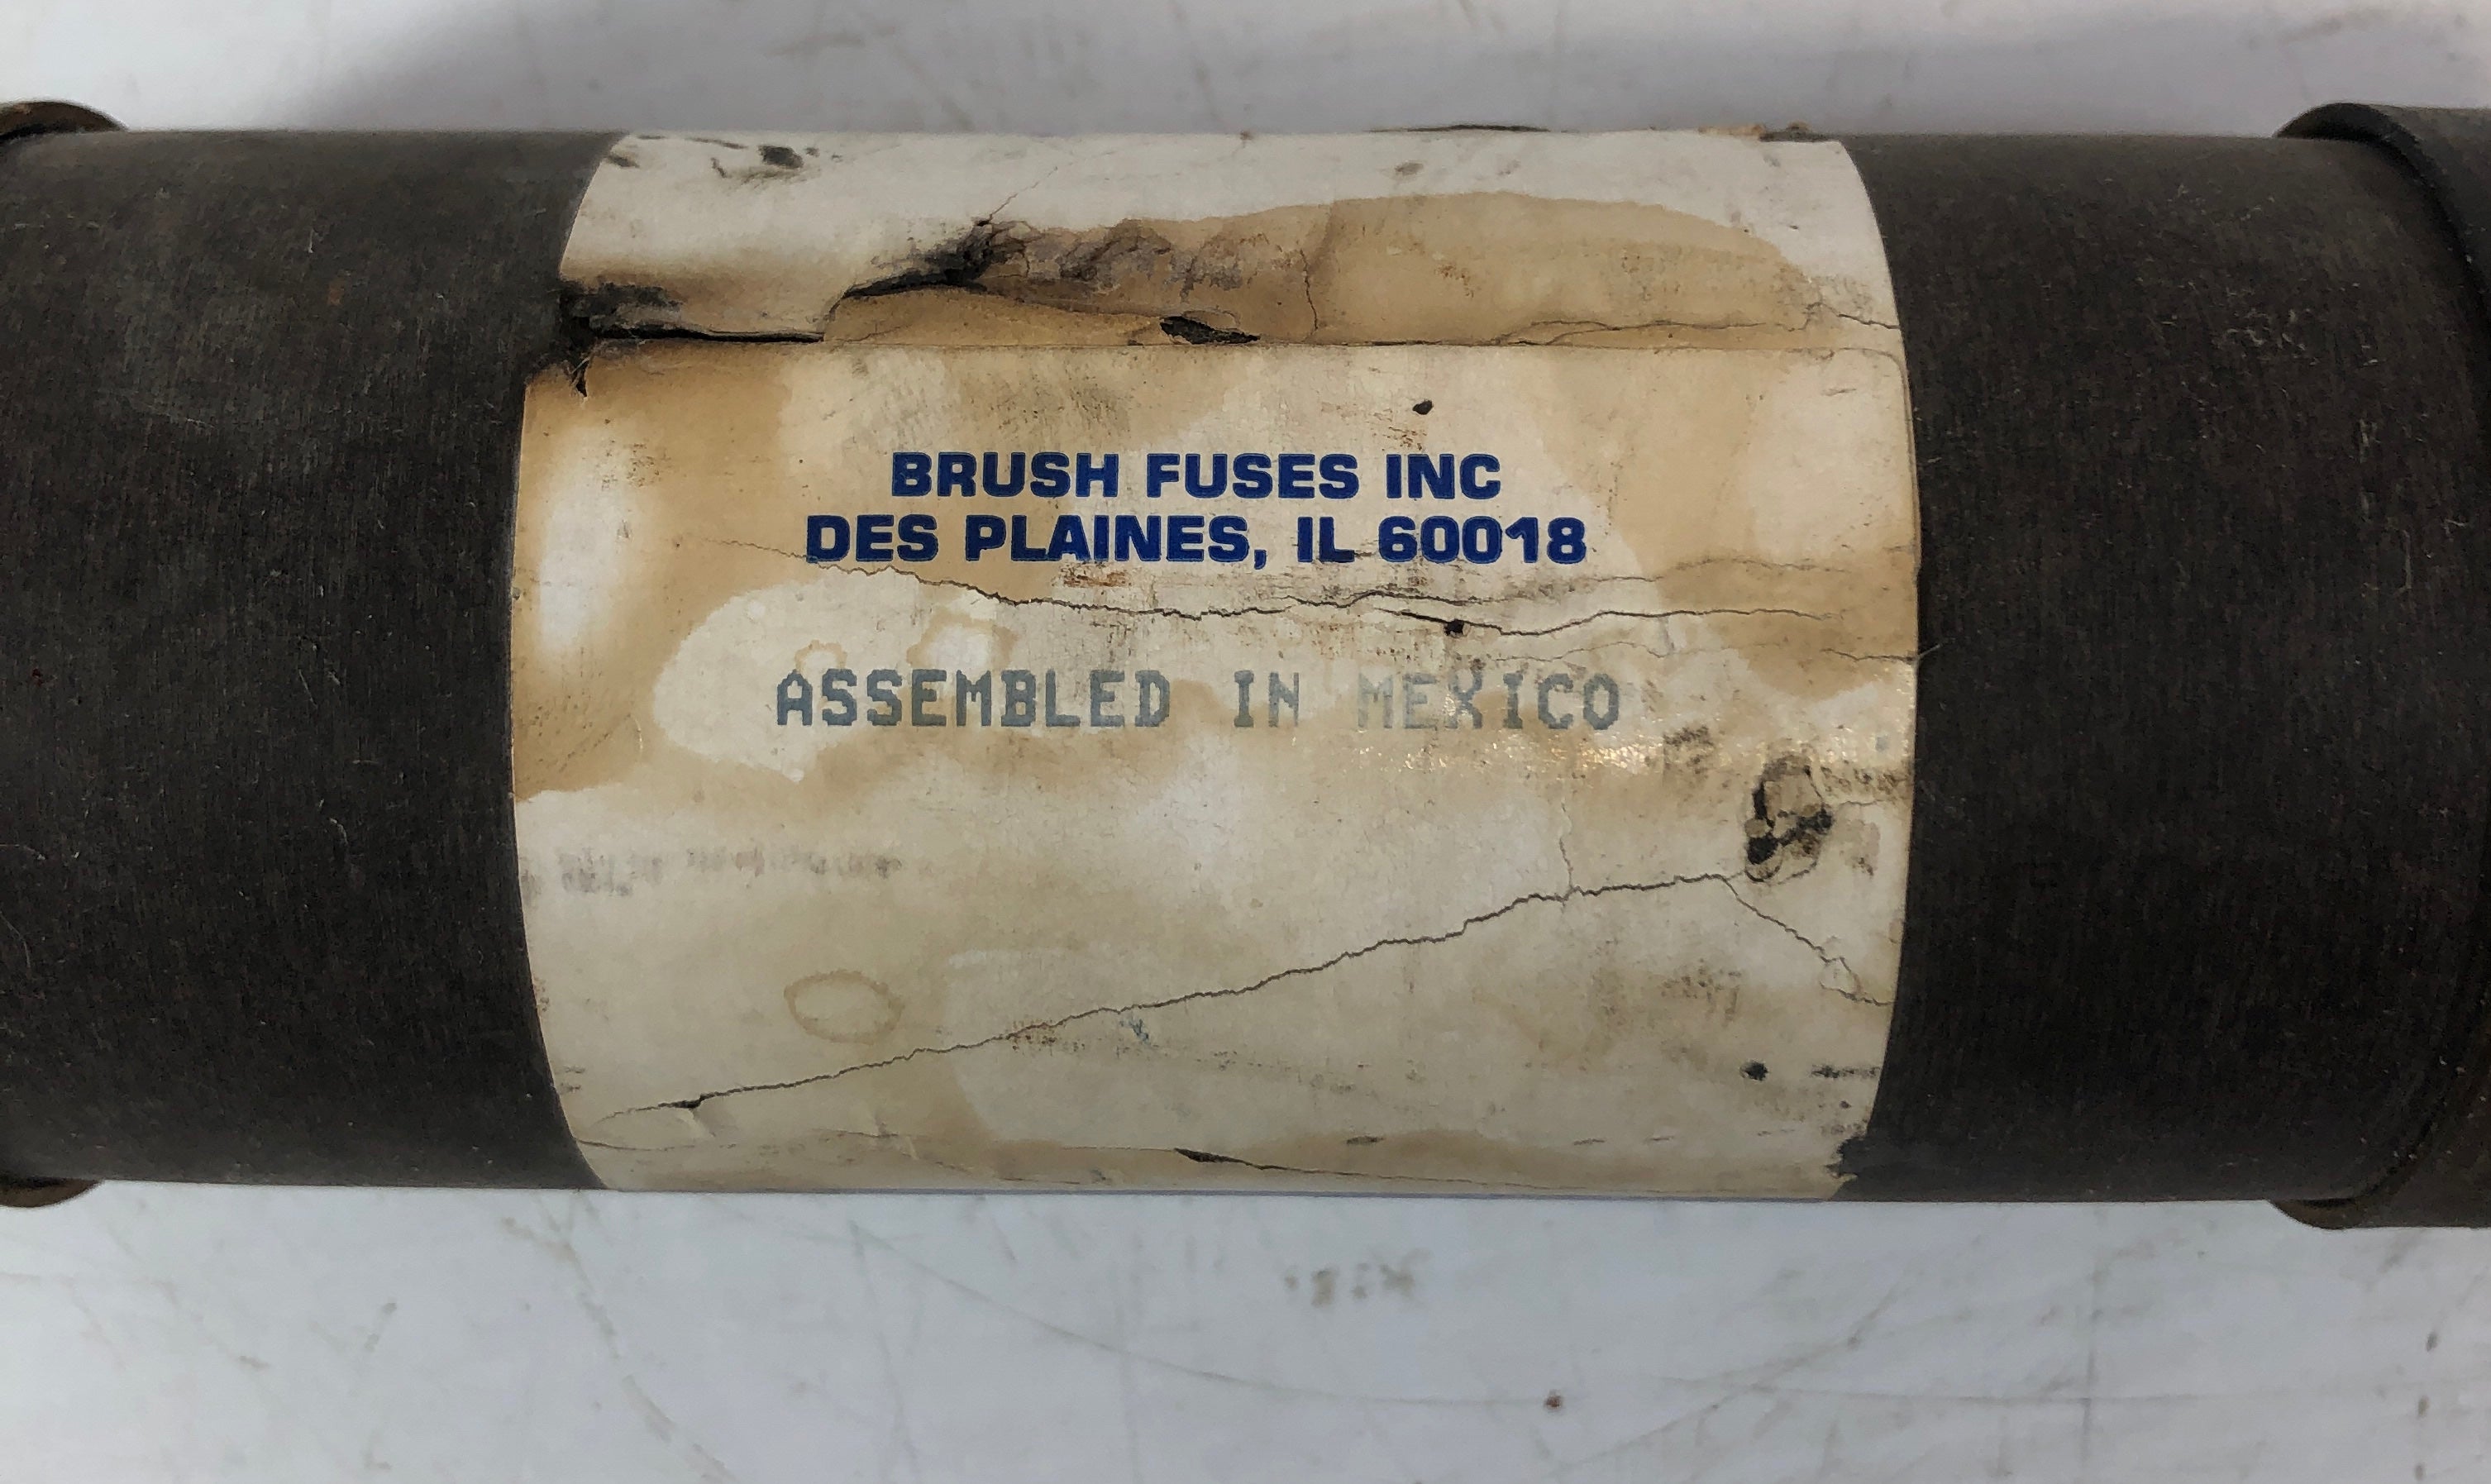 BRUSH FUSES INC
DES PLAINES, IL 60018
ASSEMBLED IN MEXICO